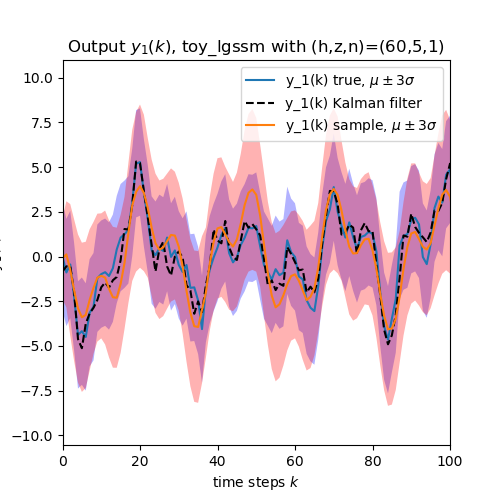 Output y₁(k), toy_lgssm with (h,z,n)=(60,5,1)
y_1(k) true, μ ± 3σ
y_1(k) Kalman filter
y_1(k) sample, μ ± 3σ
10.0
7.5
5.0
2.5
0.0
−2.5
−5.0
−7.5
−10.0
0 20 40 60 80 100
time steps k